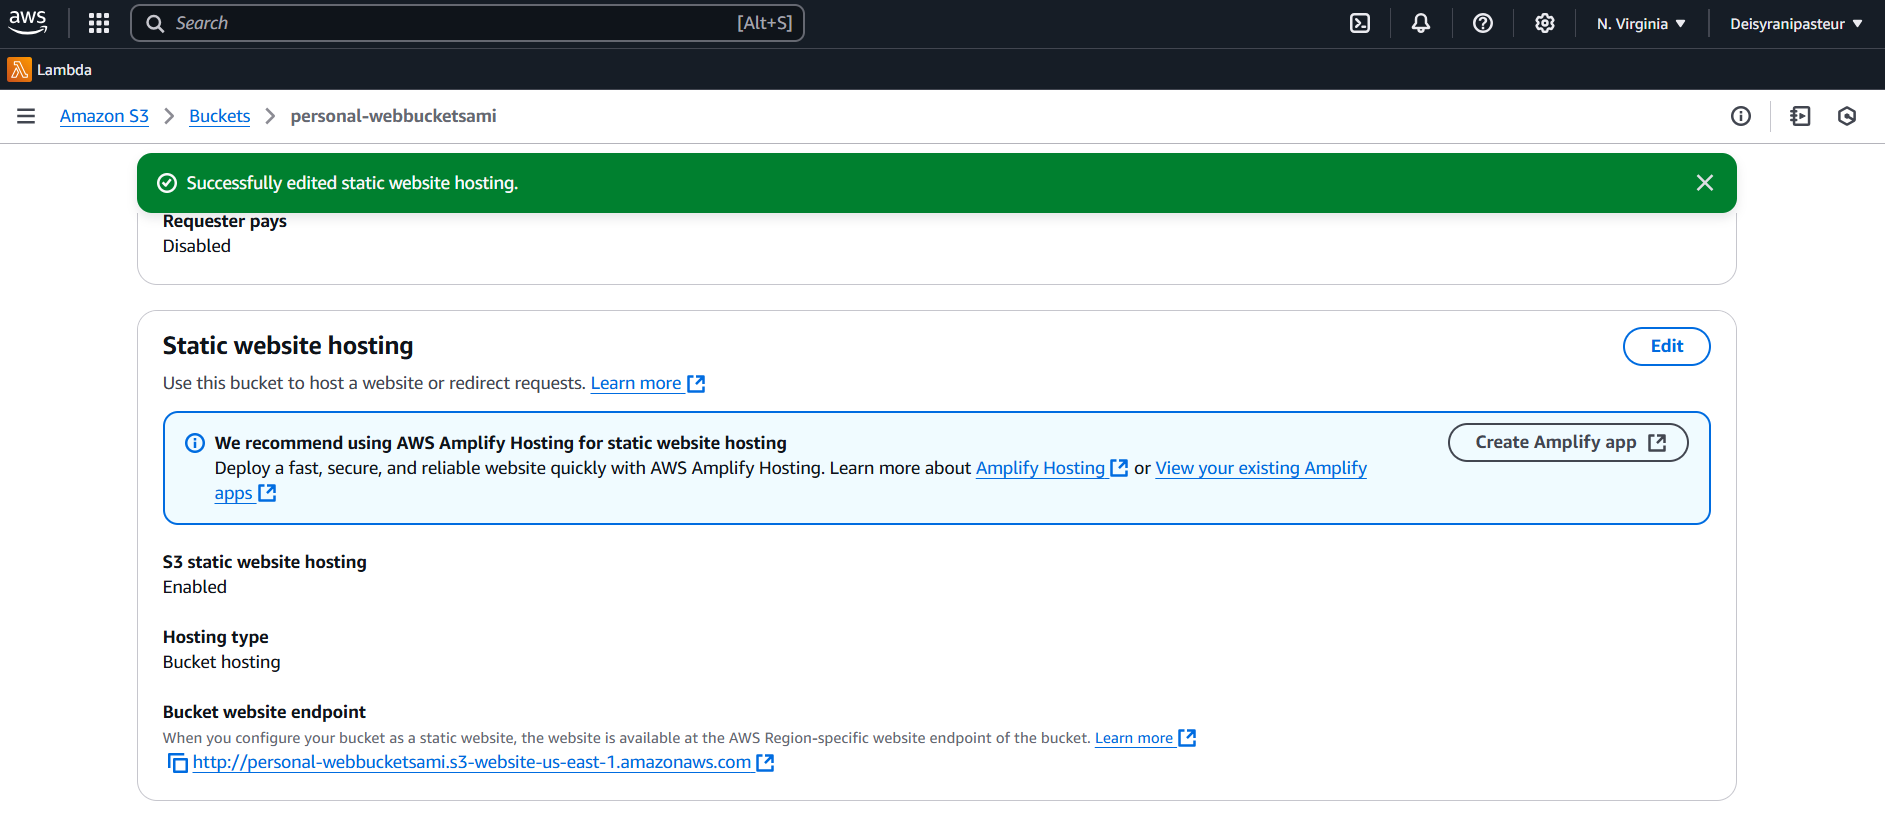 aws
Search [Alt+S]
N. Virginia
Deisyranipasteur
Lambda
Amazon S3 Buckets personal-webbucketsami
Successfully edited static website hosting.
Requester pays
Disabled
Static website hosting
Edit
Use this bucket to host a website or redirect requests. Learn more
We recommend using AWS Amplify Hosting for static website hosting
Create Amplify app
Deploy a fast, secure, and reliable website quickly with AWS Amplify Hosting. Learn more about Amplify Hosting or View your existing Amplify
apps
S3 static website hosting
Enabled
Hosting type
Bucket hosting
Bucket website endpoint
When you configure your bucket as a static website, the website is available at the AWS Region-specific website endpoint of the bucket. Learn more
http://personal-webbucketsami.s3-website-us-east-1.amazonaws.com